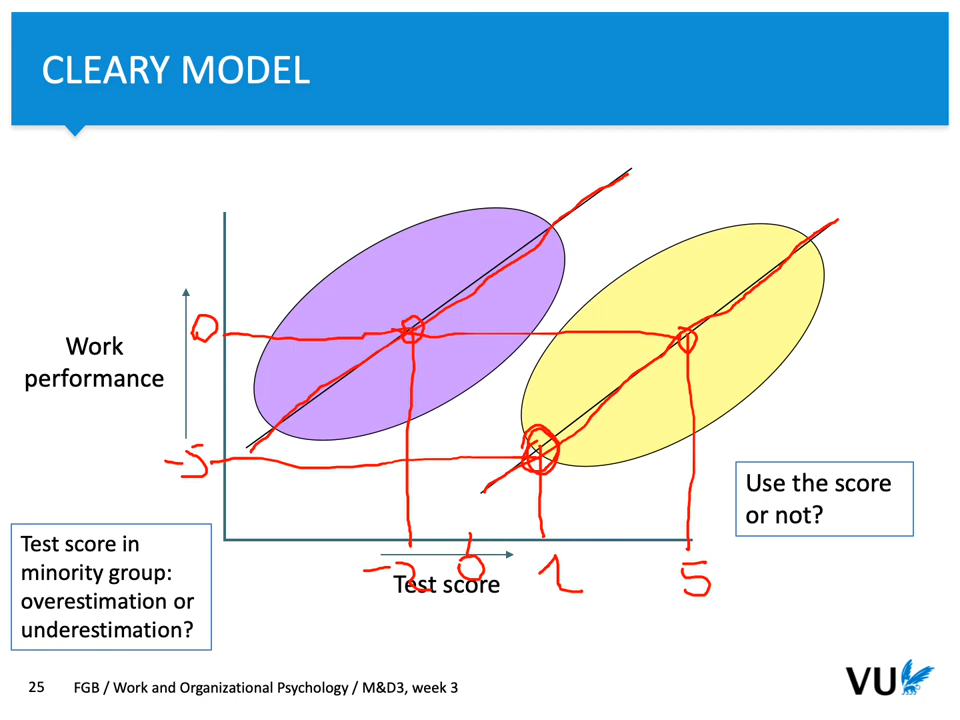 CLEARY MODEL
0
Work
performance
-5
Use the score
or not?
Test score in
minority group:
overestimation or
underestimation?
-2
0
1
5
Test score
25
FGB / Work and Organizational Psychology / M&D3, week 3
VU